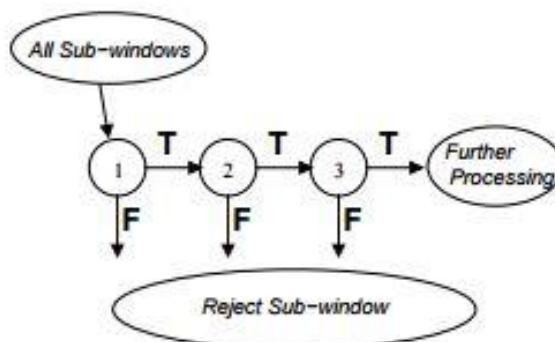 All Sub-windows
T T T
1 2 3
Further
Processing
F F F
Reject Sub-window